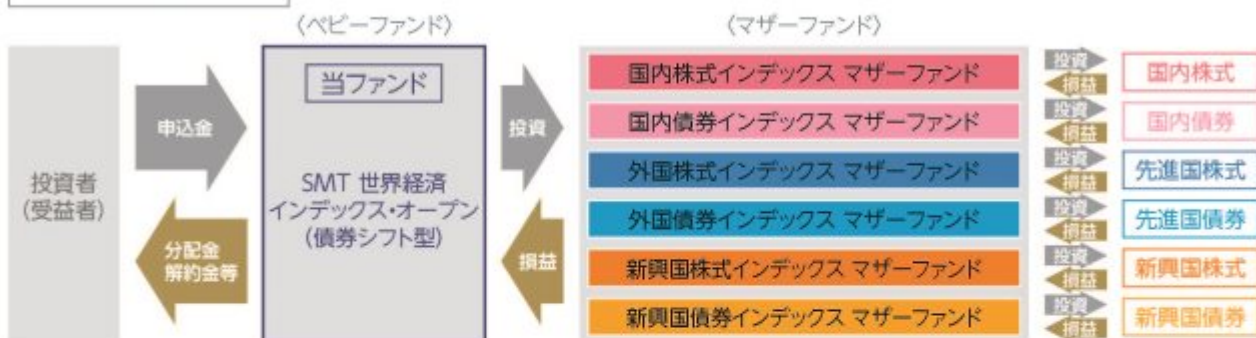 〈ベビーファンド〉
〈マザーファンド〉
投資者
(受益者)
申込金
分配金
解約金等
当ファンド
SMT 世界経済
インデックス・オープン
(債券シフト型)
投資
損益
国内株式インデックス マザーファンド
投資
損益
国内株式
国内債券インデックス マザーファンド
投資
損益
国内債券
外国株式インデックス マザーファンド
投資
損益
先進国株式
外国債券インデックス マザーファンド
投資
損益
先進国債券
新興国株式インデックス マザーファンド
投資
損益
新興国株式
新興国債券インデックス マザーファンド
投資
損益
新興国債券